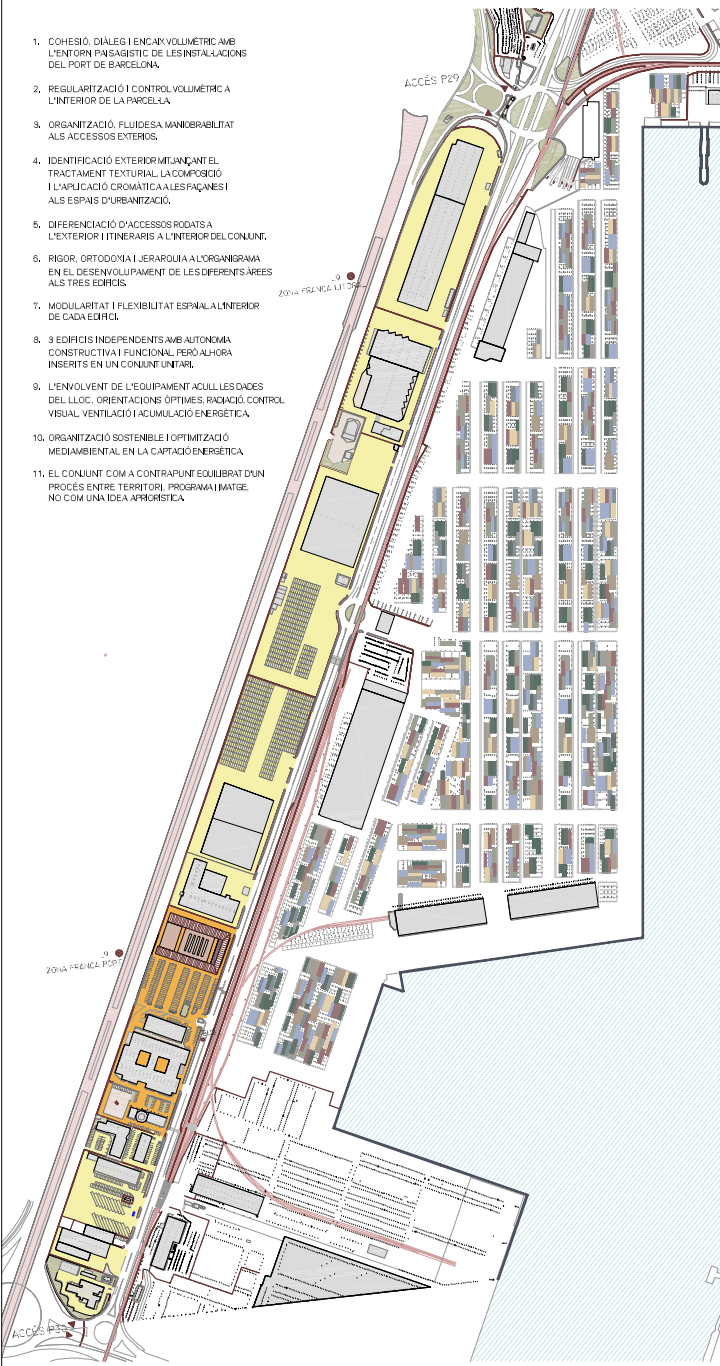 1. COHESIÓ, DIÀLEG I ENCAIX VOLUMÈTRIC AMB
L'ENTORN PAISAGISTIC DE LES INSTAL·LACIONS
DEL PORT DE BARCELONA.
2. REGULARITZACIÓ I CONTROL VOLUMÈTRIC A
L'INTERIOR DE LA PARCEL·LA.
3. ORGANITZACIÓ, FLUIDESA, MANIOBRABILITAT
ALS ACCESSOS EXTERIOS.
4. IDENTIFICACIÓ EXTERIOR MITJANÇANT EL
TRACTAMENT TEXTURIAL, LA COMPOSICIÓ
I L'APLICACIÓ CROMÀTICA A LES FAÇANES I
ALS ESPAIS D'URBANITZACIÓ.
5. DIFERENCIACIÓ D'ACCESSOS RODATS A
L'EXTERIOR I ITINERARIS A L'INTERIOR DEL CONJUNT.
6. RIGOR, ORTODOXIA I JERARQUIA A L'ORGANIGRAMA
EN EL DESENVOLUPAMENT DE LES DIFERENTS ÀREES
ALS TRES EDIFICIS.
7. MODULARITAT I FLEXIBILITAT ESPAIAL A L'INTERIOR
DE CADA EDIFICI.
8. 3 EDIFICIS INDEPENDENTS AMB AUTONOMIA
CONSTRUCTIVA I FUNCIONAL, PERÒ ALHORA
INSERITS EN UN CONJUNT UNITARI.
9. L'ENVOLVENT DE L'EQUIPAMENT ACULL LES DADES
DEL LLOC, ORIENTACIONS ÒPTIMES, RADIACIÓ, CONTROL
VISUAL, VENTILACIÓ I ACUMULACIÓ ENERGÈTICA.
10. ORGANITZACIÓ SOSTENIBLE I OPTIMITZACIÓ
MEDIAMBIENTAL EN LA CAPTACIÓ ENERGÈTICA.
11. EL CONJUNT COM A CONTRAPUNT EQUILIBRAT D'UN
PROCÉS ENTRE TERRITORI, PROGRAMA I IMATGE,
NO COM UNA IDEA APRIORÍSTICA.
ACCÉS P29
L9
ZONA FRANCA LITORAL
L9
ZONA FRANCA PORT
ACCÉS P30